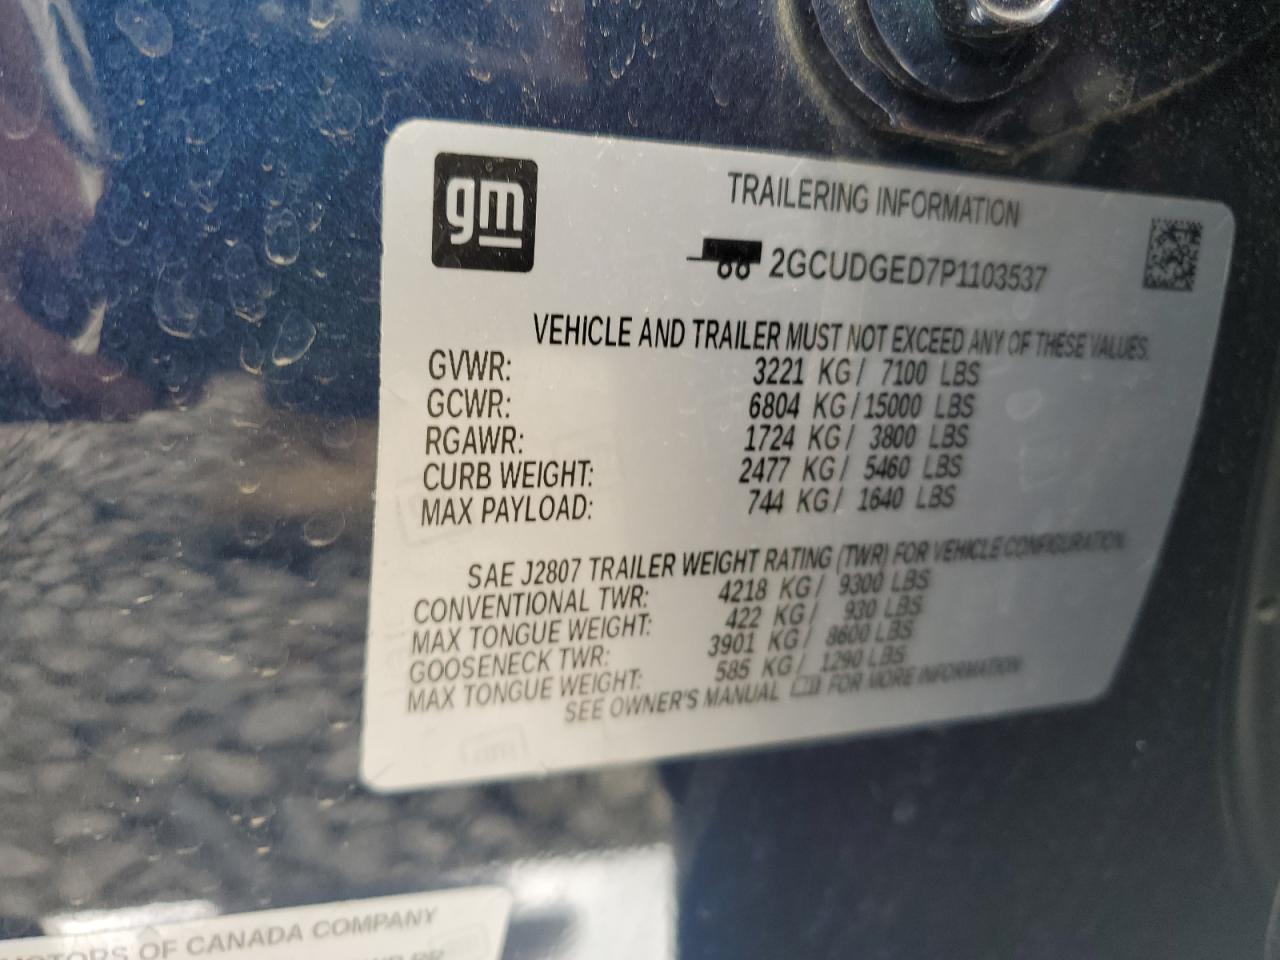 gm
TRAILERING INFORMATION
2GCUDGED7P1103537
VEHICLE AND TRAILER MUST NOT EXCEED ANY OF THESE VALUES.
GVWR: 3221 KG/ 7100 LBS
GCWR: 6804 KG/15000 LBS
RGAWR: 1724 KG/ 3800 LBS
CURB WEIGHT: 2477 KG/ 5460 LBS
MAX PAYLOAD: 744 KG/ 1640 LBS
SAE J2807 TRAILER WEIGHT RATING (TWR) FOR VEHICLE CONFIGURATION.
CONVENTIONAL TWR: 4218 KG/ 9300 LBS
MAX TONGUE WEIGHT: 422 KG/ 930 LBS
GOOSENECK TWR: 3901 KG/ 8600 LBS
MAX TONGUE WEIGHT: 585 KG/ 1290 LBS
SEE OWNER'S MANUAL FOR MORE INFORMATION
OF CANADA COMPANY